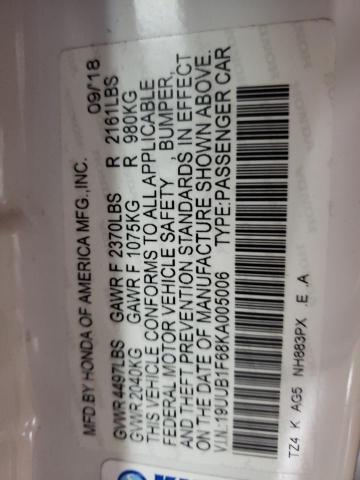 MFD.BY HONDA OF AMERICA MFG.,INC. 09/18
GVWR 4497LBS GAWR F 2370LBS R 2161LBS
GVWR 2040KG GAWR F 1075KG R 980KG
THIS VEHICLE CONFORMS TO ALL APPLICABLE
FEDERAL MOTOR VEHICLE SAFETY , BUMPER,
AND THEFT PREVENTION STANDARDS IN EFFECT
ON THE DATE OF MANUFACTURE SHOWN ABOVE.
V.I.N.:19UUB1F68KA005006 TYPE:PASSENGER CAR
TZ4 K AG5 NH883PX E .A